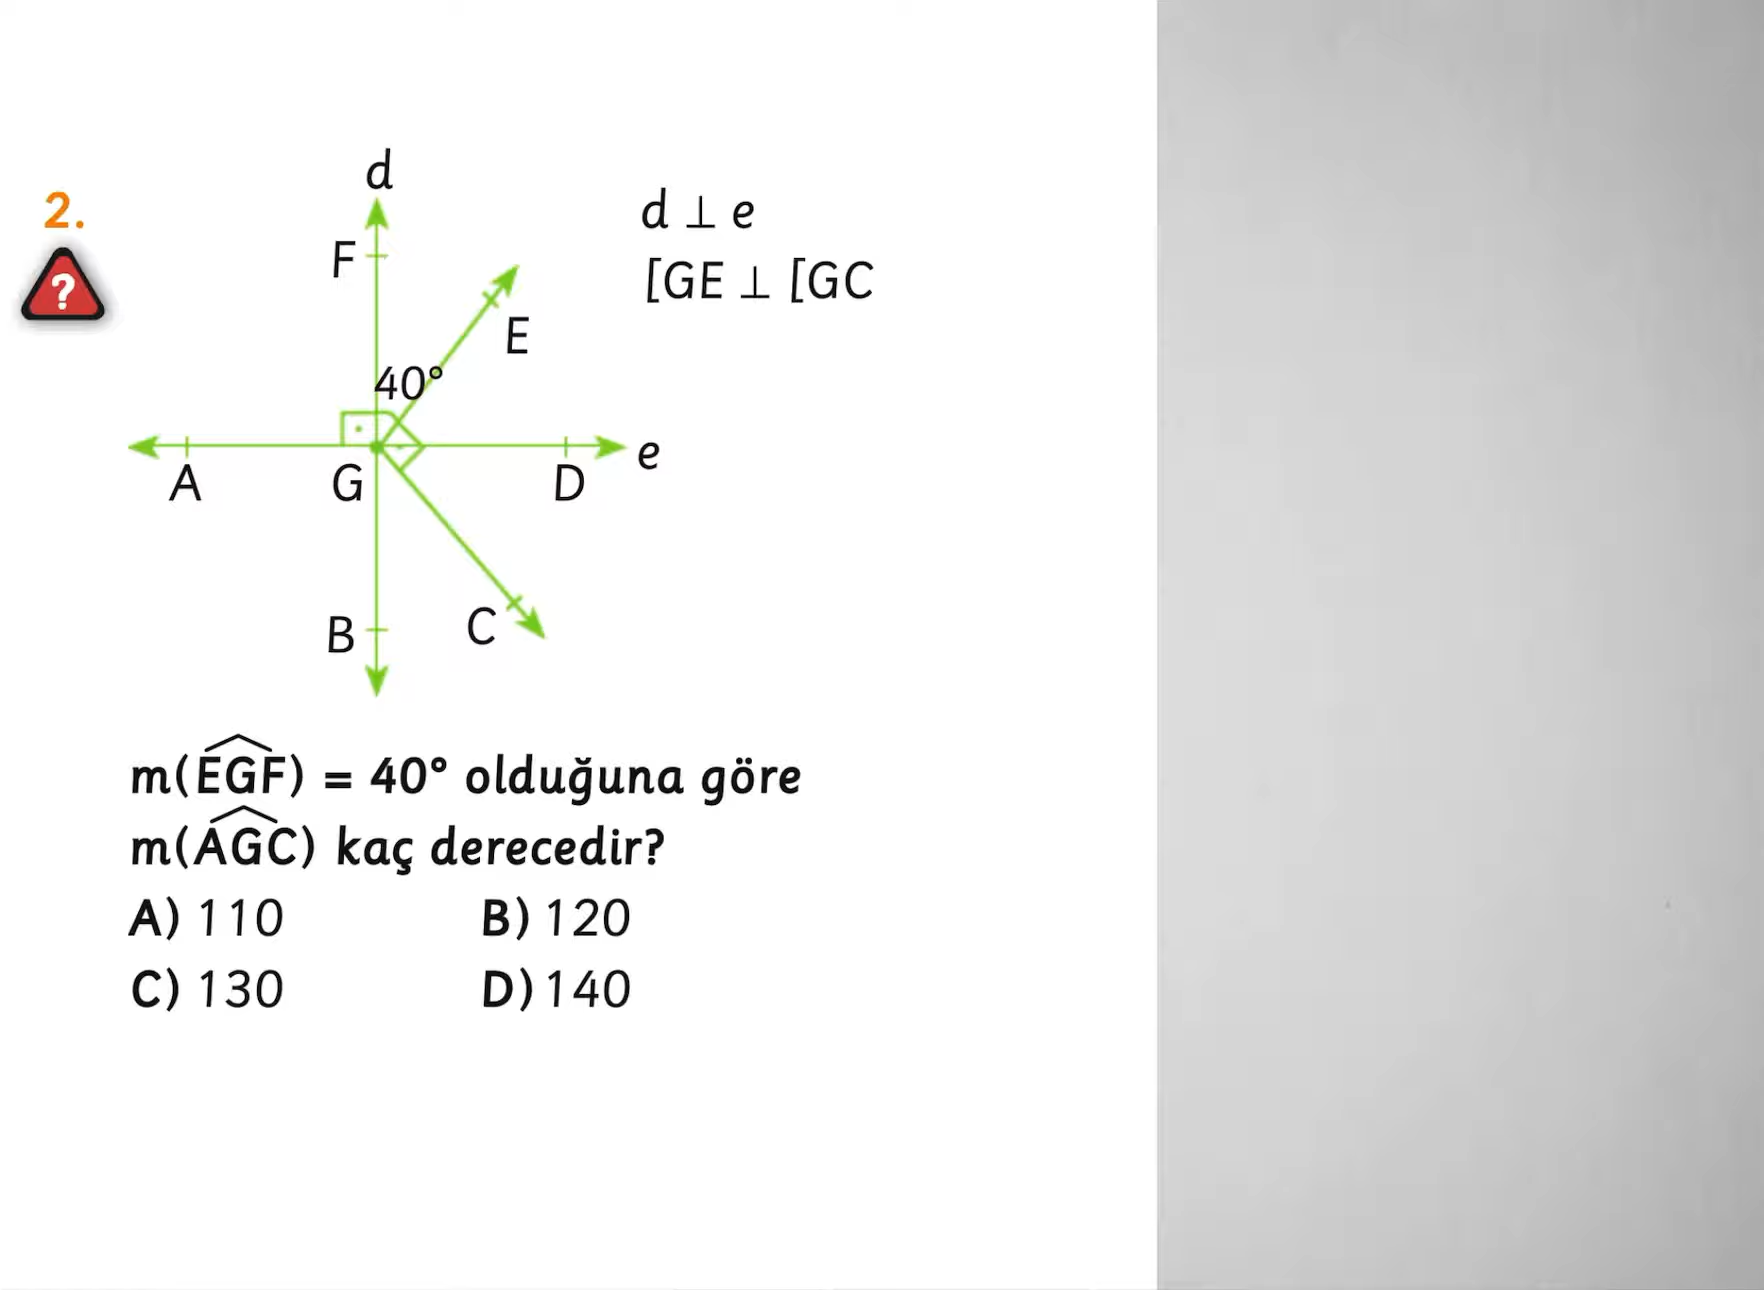 2.
?
d
F
E
40°
A
G
D
e
B
C
d ⊥ e
[GE ⊥ [GC
m(EGF) = 40° olduğuna göre
m(AGC) kaç derecedir?
A) 110 B) 120
C) 130 D) 140